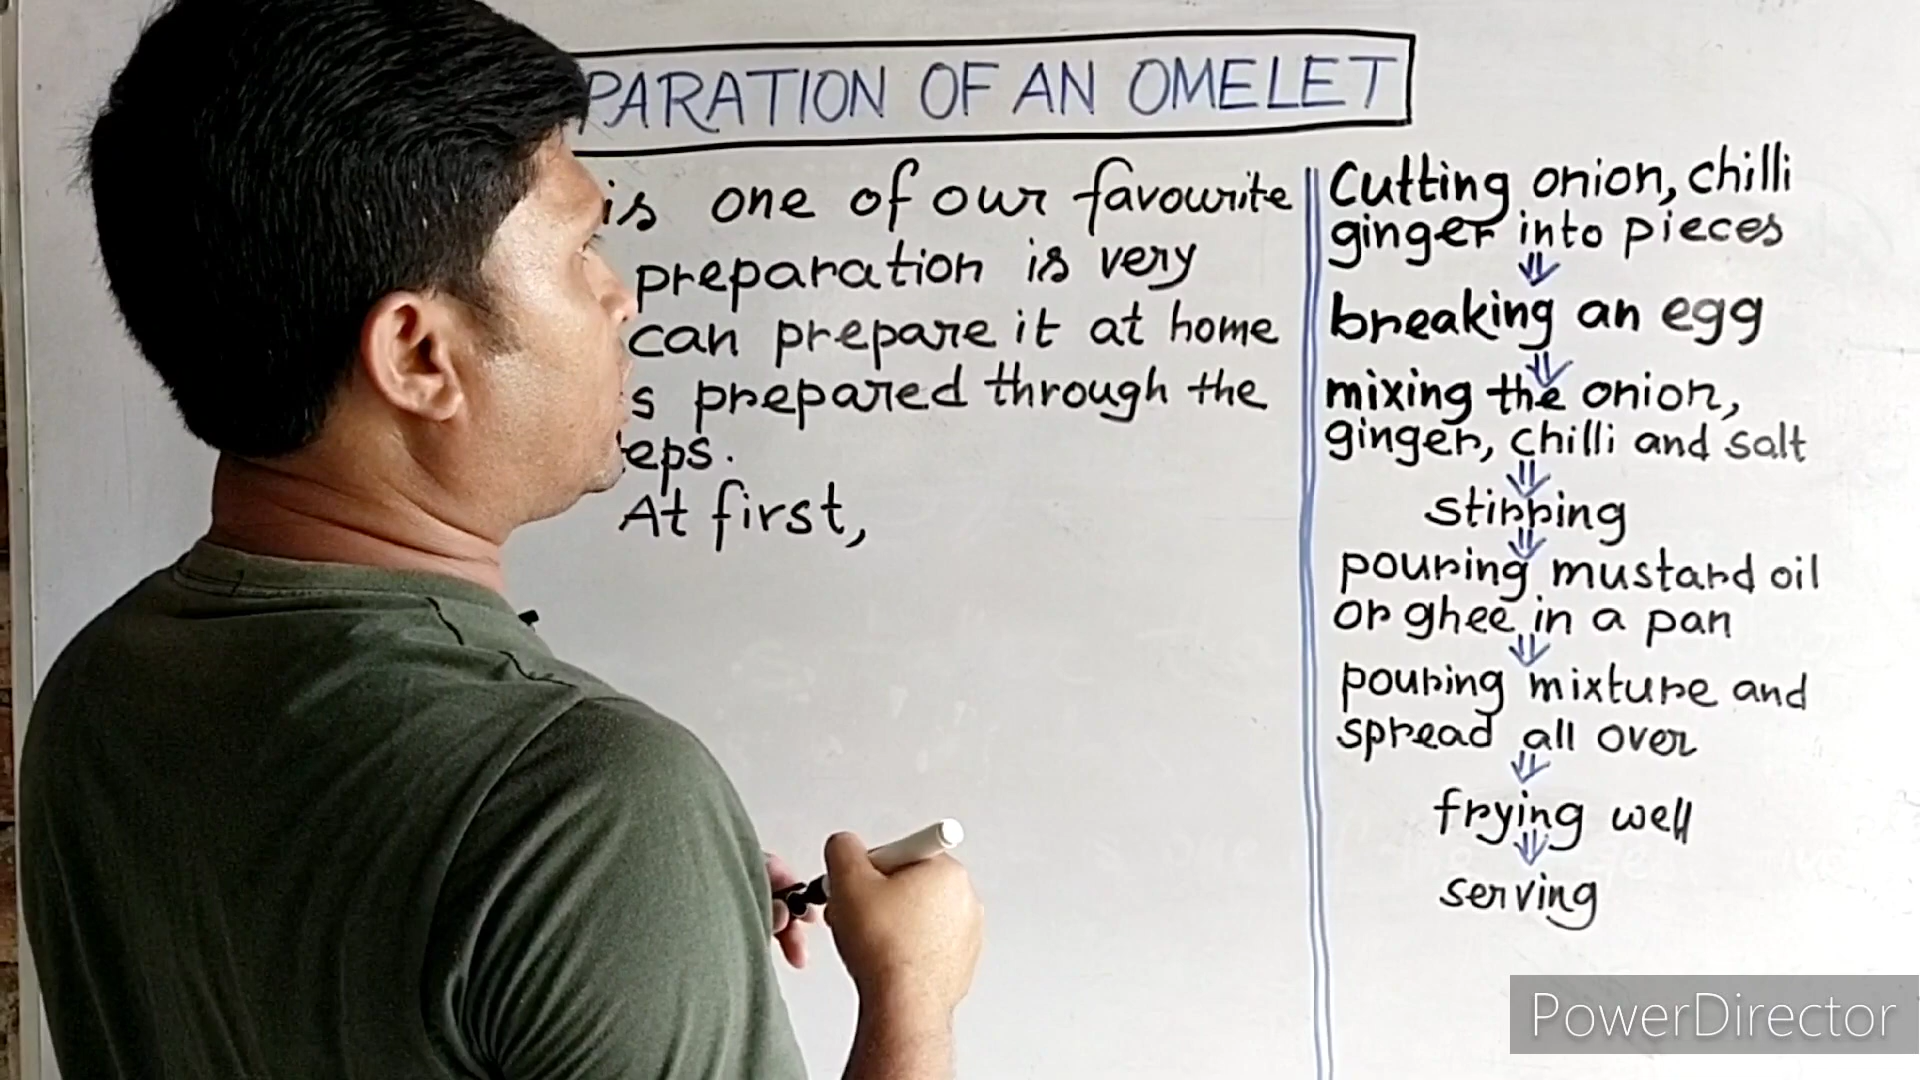 PARATION OF AN OMELET
is one of our favourite
preparation is very
can prepare it at home
s prepared through the
eps.
At first,
Cutting onion, chilli
ginger into pieces
breaking an egg
mixing the onion,
ginger, chilli and salt
stirring
pouring mustard oil
or ghee in a pan
pouring mixture and
spread all over
frying well
serving
PowerDirector